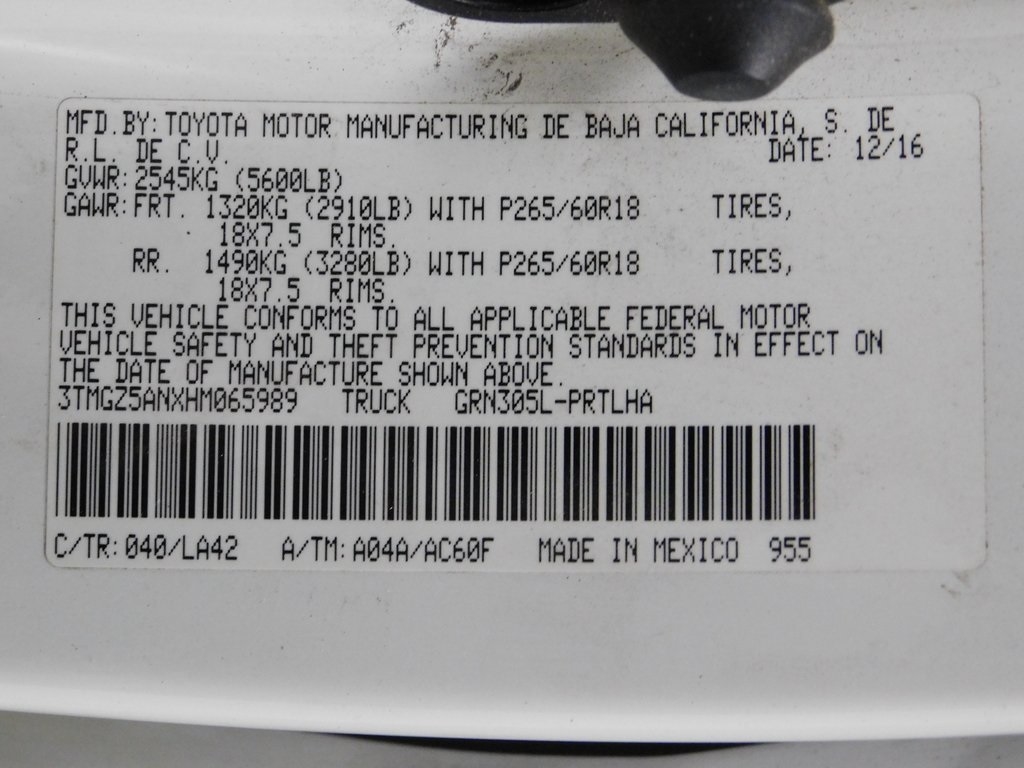 MFD.BY: TOYOTA MOTOR MANUFACTURING DE BAJA CALIFORNIA, S. DE
R.L. DE C.V. DATE: 12/16
GVWR: 2545KG (5600LB)
GAWR: FRT. 1320KG (2910LB) WITH P265/60R18 TIRES,
18X7.5 RIMS.
RR. 1490KG (3280LB) WITH P265/60R18 TIRES,
18X7.5 RIMS.
THIS VEHICLE CONFORMS TO ALL APPLICABLE FEDERAL MOTOR
VEHICLE SAFETY AND THEFT PREVENTION STANDARDS IN EFFECT ON
THE DATE OF MANUFACTURE SHOWN ABOVE.
3TMGZ5ANXHM065989 TRUCK GRN305L-PRTLHA
C/TR: 040/LA42 A/TM: A04A/AC60F MADE IN MEXICO 955